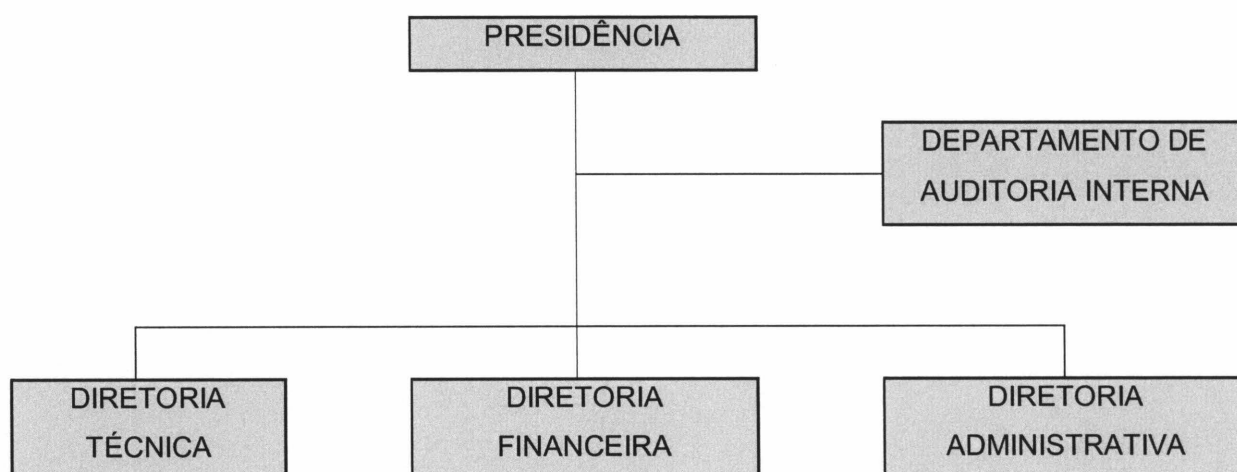 PRESIDÊNCIA
DEPARTAMENTO DE
AUDITORIA INTERNA
DIRETORIA
TÉCNICA
DIRETORIA
FINANCEIRA
DIRETORIA
ADMINISTRATIVA